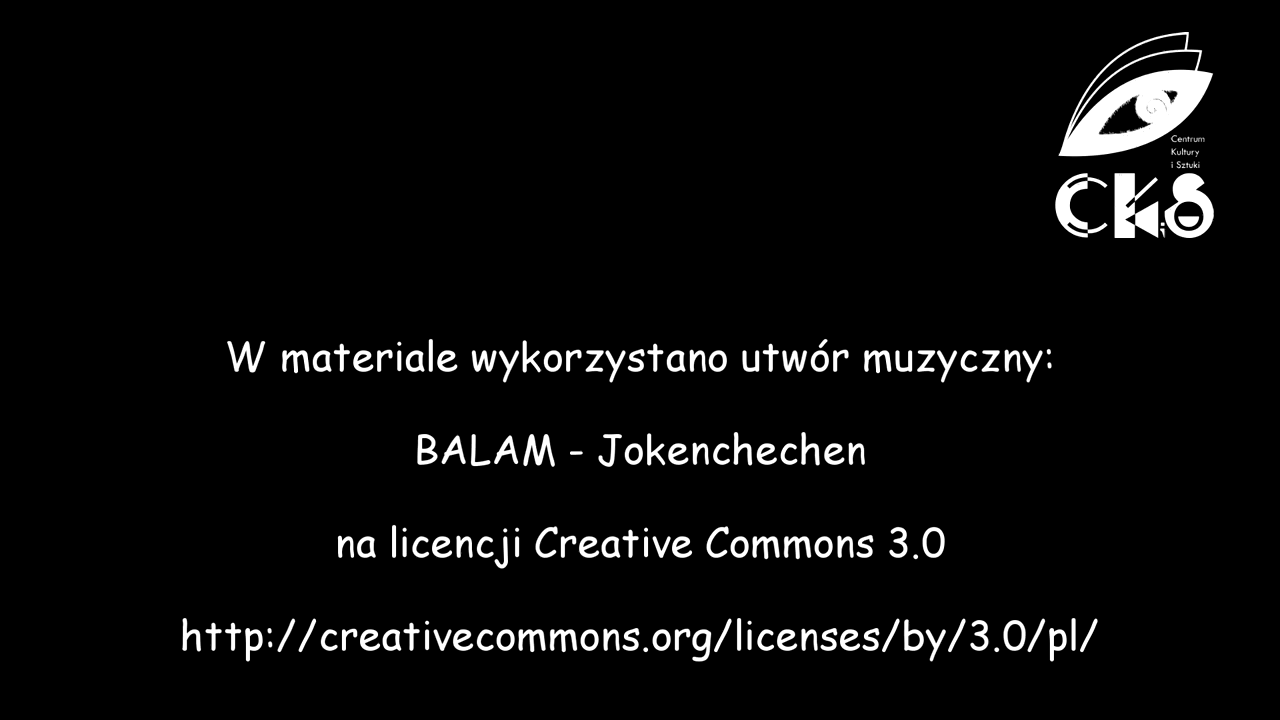 Centrum
Kultury
i Sztuki
CKiS
W materiale wykorzystano utwór muzyczny:
BALAM - Jokenchechen
na licencji Creative Commons 3.0
http://creativecommons.org/licenses/by/3.0/pl/